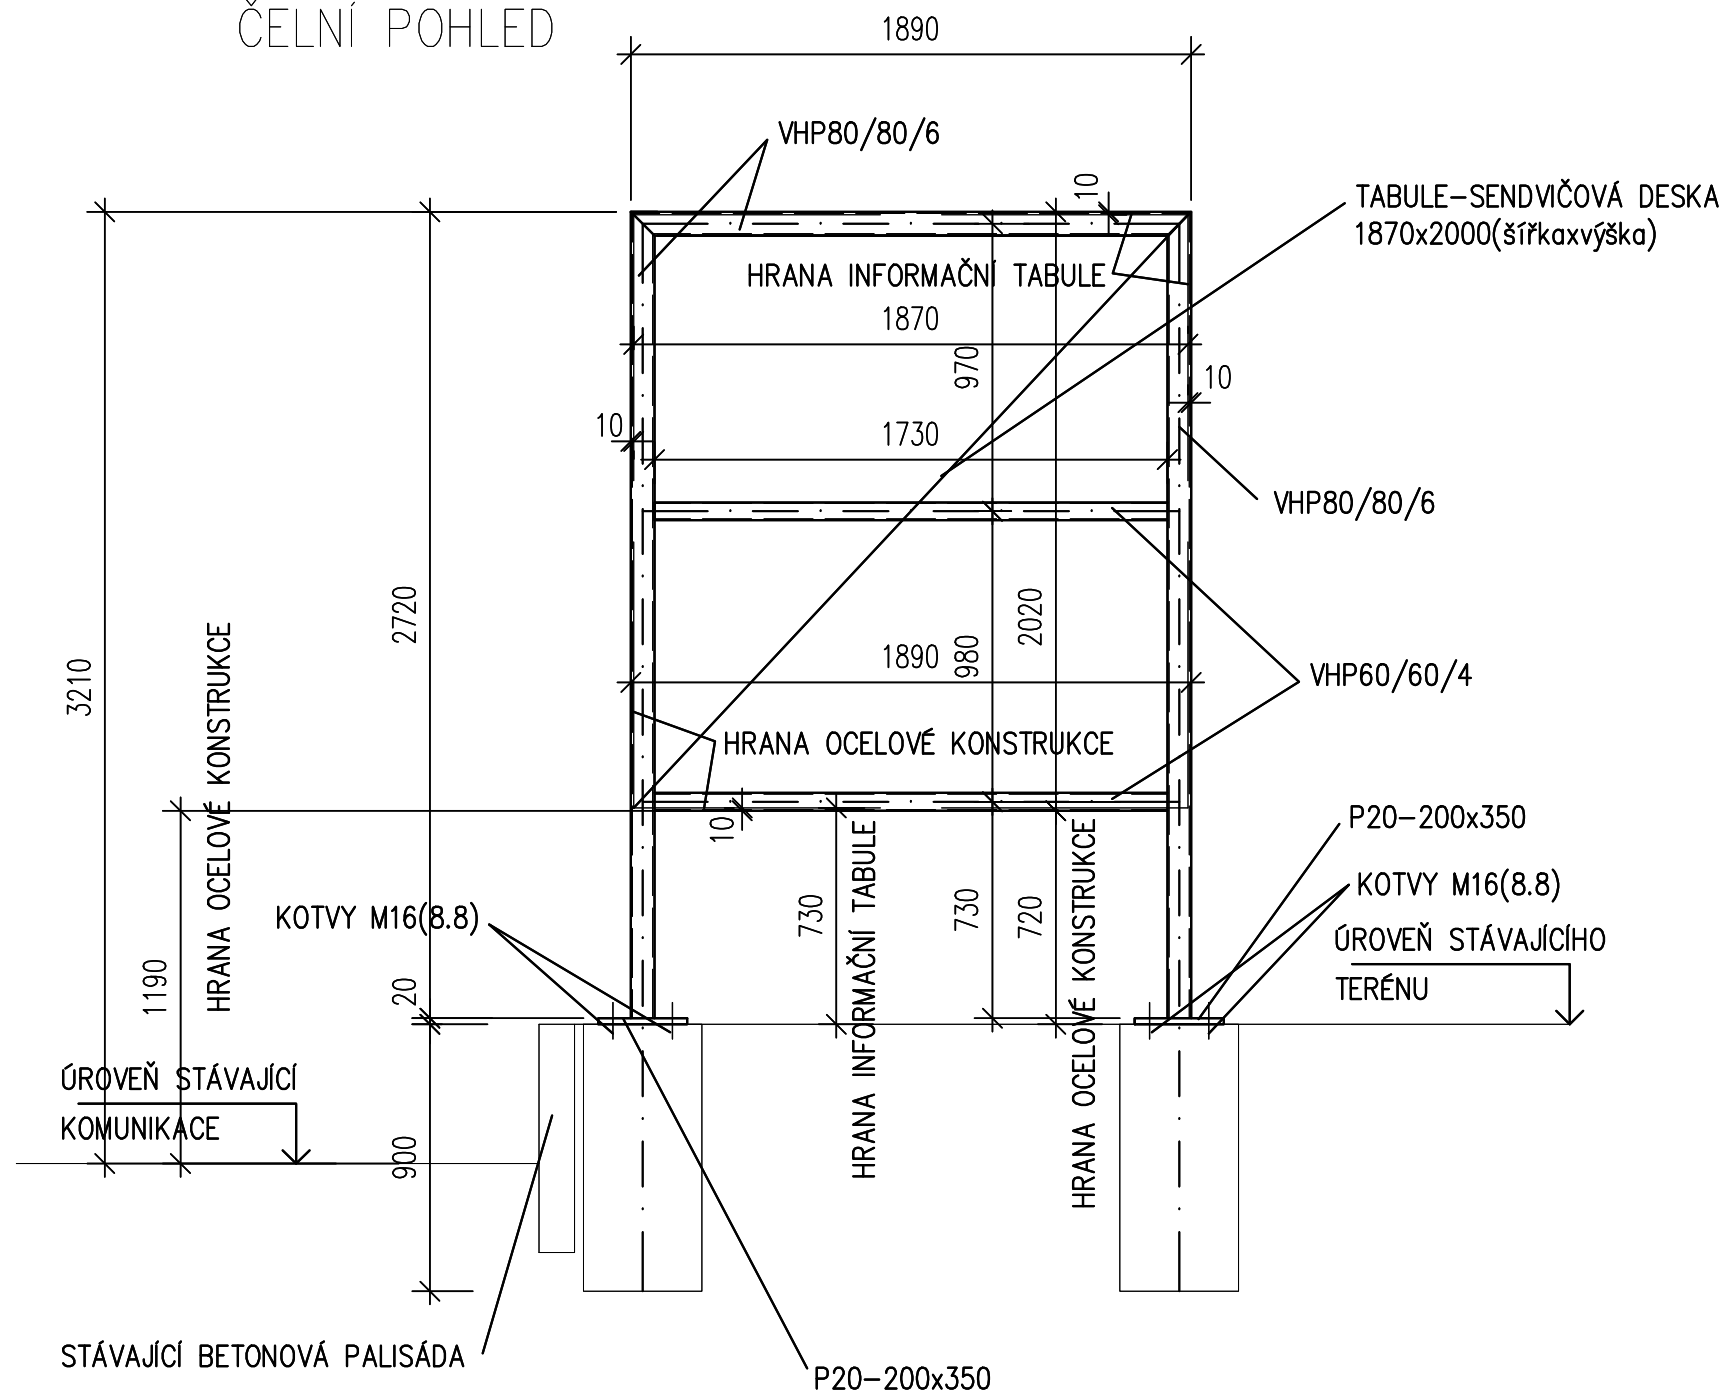 ČELNÍ POHLED
1890
VHP80/80/6
10
TABULE-SENDVIČOVÁ DESKA
1870x2000(šířkaxvýška)
HRANA INFORMAČNÍ TABULE
1870
970
10
10
1730
VHP80/80/6
2720
2020
3210
HRANA OCELOVÉ KONSTRUKCE
1890
980
VHP60/60/4
HRANA OCELOVÉ KONSTRUKCE
10
P20-200x350
KOTVY M16(8.8)
KOTVY M16(8.8)
730
HRANA INFORMAČNÍ TABULE
730
720
HRANA OCELOVÉ KONSTRUKCE
ÚROVEŇ STÁVAJÍCÍHO
TERÉNU
1190
20
ÚROVEŇ STÁVAJÍCÍ
KOMUNIKACE
900
STÁVAJÍCÍ BETONOVÁ PALISÁDA
P20-200x350